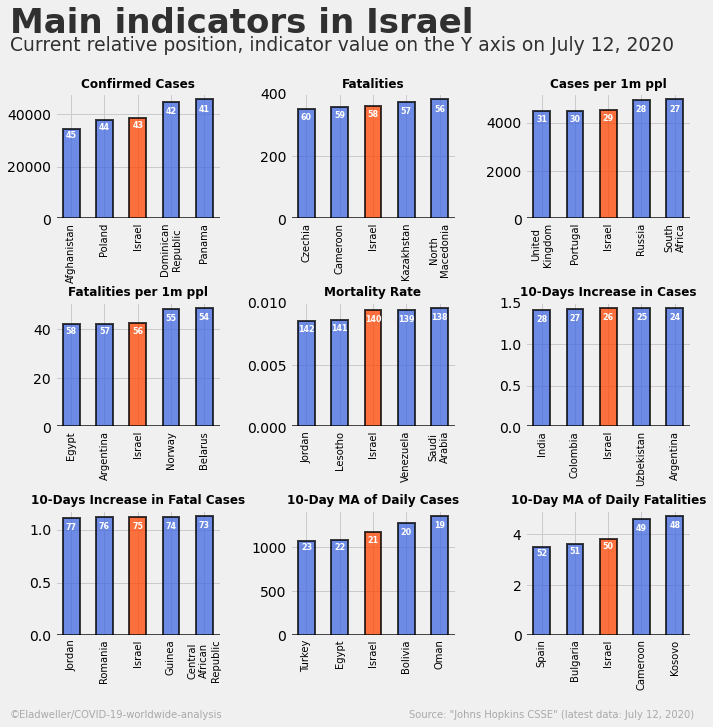 Main indicators in Israel
Current relative position, indicator value on the Y axis on July 12, 2020
Confirmed Cases
40000
20000
0
45
44
43
42
41
Afghanistan
Poland
Israel
Dominican
Republic
Panama
Fatalities
400
200
0
60
59
58
57
56
Czechia
Cameroon
Israel
Kazakhstan
North
Macedonia
Cases per 1m ppl
4000
2000
0
31
30
29
28
27
United
Kingdom
Portugal
Israel
Russia
South
Africa
Fatalities per 1m ppl
40
20
0
58
57
56
55
54
Egypt
Argentina
Israel
Norway
Belarus
Mortality Rate
0.010
0.005
0.000
142
141
140
139
138
Jordan
Lesotho
Israel
Venezuela
Saudi
Arabia
10-Days Increase in Cases
1.5
1.0
0.5
0.0
28
27
26
25
24
India
Colombia
Israel
Uzbekistan
Argentina
10-Days Increase in Fatal Cases
1.0
0.5
0.0
77
76
75
74
73
Jordan
Romania
Israel
Guinea
Central
African
Republic
10-Day MA of Daily Cases
1000
500
0
23
22
21
20
19
Turkey
Egypt
Israel
Bolivia
Oman
10-Day MA of Daily Fatalities
4
2
0
52
51
50
49
48
Spain
Bulgaria
Israel
Cameroon
Kosovo
©Eladweller/COVID-19-worldwide-analysis
Source: "Johns Hopkins CSSE" (latest data: July 12, 2020)